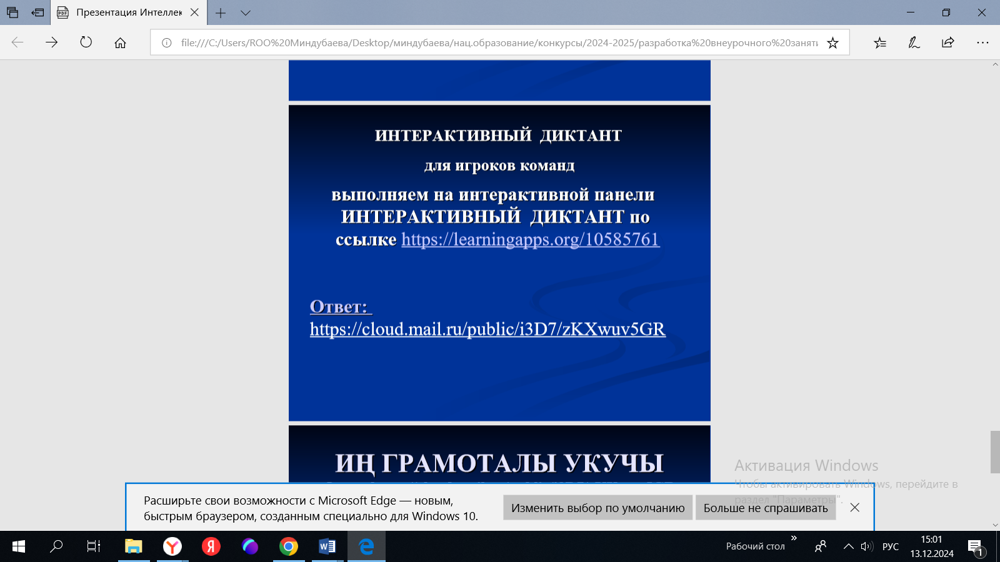 Презентация Интеллек
file:///C:/Users/ROO%20Миндубаева/Desktop/миндубаева/нац.образование/конкурсы/2024-2025/разработка%20внеурочного%20заняти
ИНТЕРАКТИВНЫЙ ДИКТАНТ
для игроков команд
выполняем на интерактивной панели
ИНТЕРАКТИВНЫЙ ДИКТАНТ по
ссылке https://learningapps.org/10585761
Ответ:
https://cloud.mail.ru/public/i3D7/zKXwuv5GR
ИҢ ГРАМОТАЛЫ УКУЧЫ
Активация Windows
Чтобы активировать Windows, перейдите в
раздел "Параметры".
Расширьте свои возможности с Microsoft Edge — новым,
быстрым браузером, созданным специально для Windows 10.
Изменить выбор по умолчанию
Больше не спрашивать
Рабочий стол
РУС
15:01
13.12.2024
1